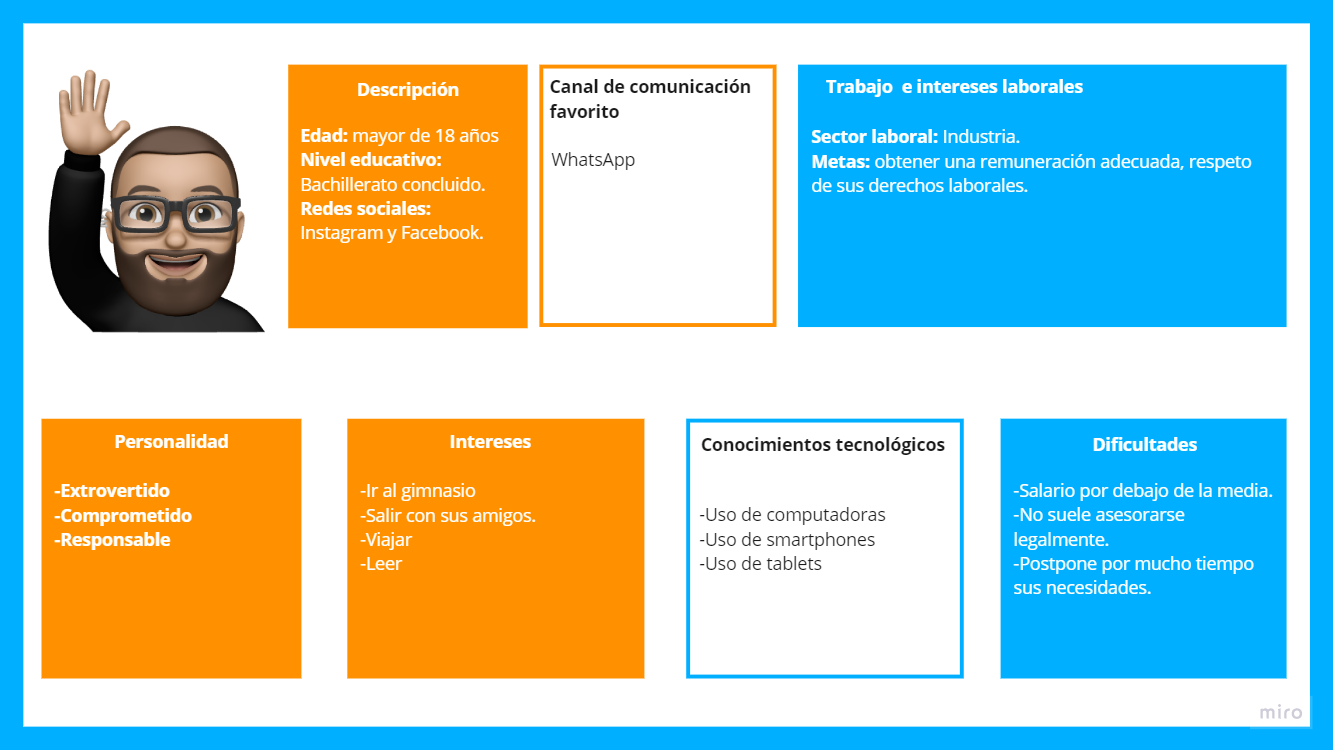 Descripción
Edad: mayor de 18 años
Nivel educativo:
Bachillerato concluido.
Redes sociales:
Instagram y Facebook.
Canal de comunicación
favorito
WhatsApp
Trabajo e intereses laborales
Sector laboral: Industria.
Metas: obtener una remuneración adecuada, respeto
de sus derechos laborales.
Personalidad
-Extrovertido
-Comprometido
-Responsable
Intereses
-Ir al gimnasio
-Salir con sus amigos.
-Viajar
-Leer
Conocimientos tecnológicos
-Uso de computadoras
-Uso de smartphones
-Uso de tablets
Dificultades
-Salario por debajo de la media.
-No suele asesorarse
legalmente.
-Postpone por mucho tiempo
sus necesidades.
miro